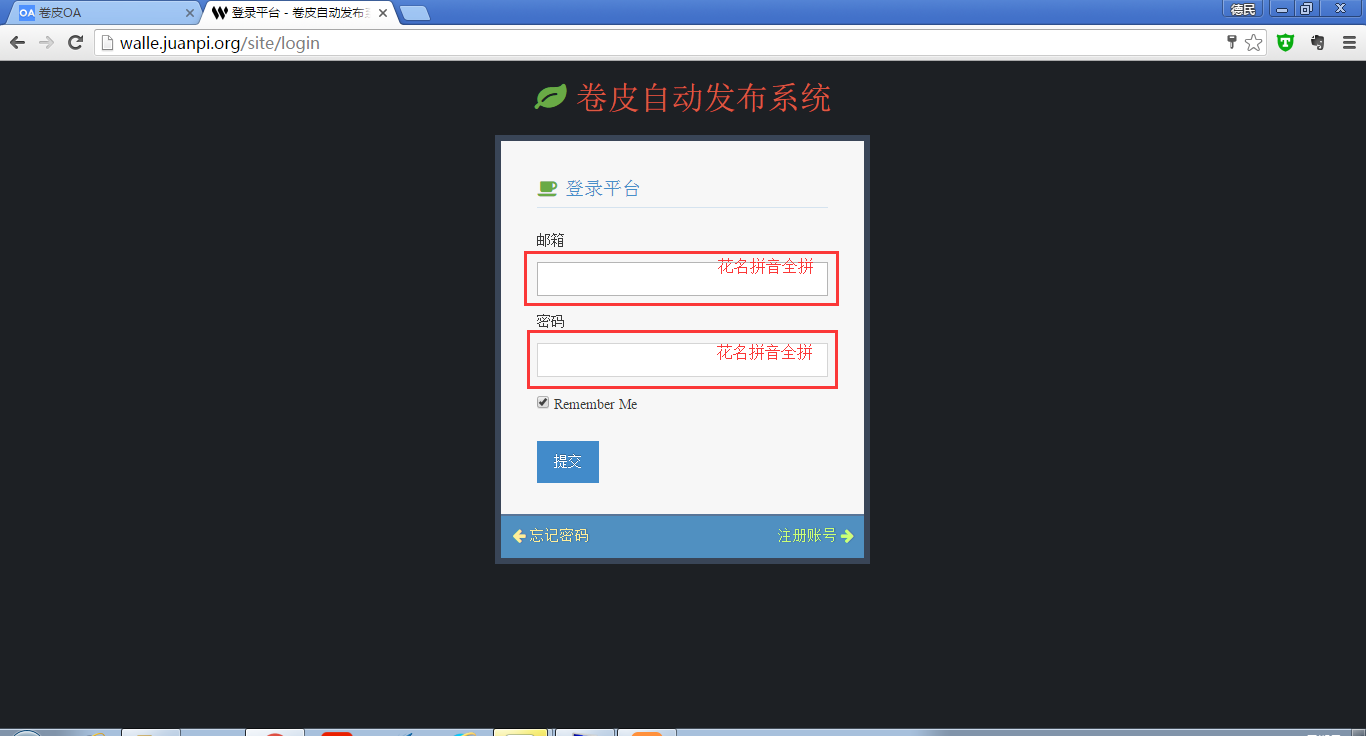 OA 卷皮OA
登录平台 - 卷皮自动发布
德民
walle.juanpi.org/site/login
卷皮自动发布系统
登录平台
邮箱
花名拼音全拼
密码
花名拼音全拼
Remember Me
提交
忘记密码
注册账号